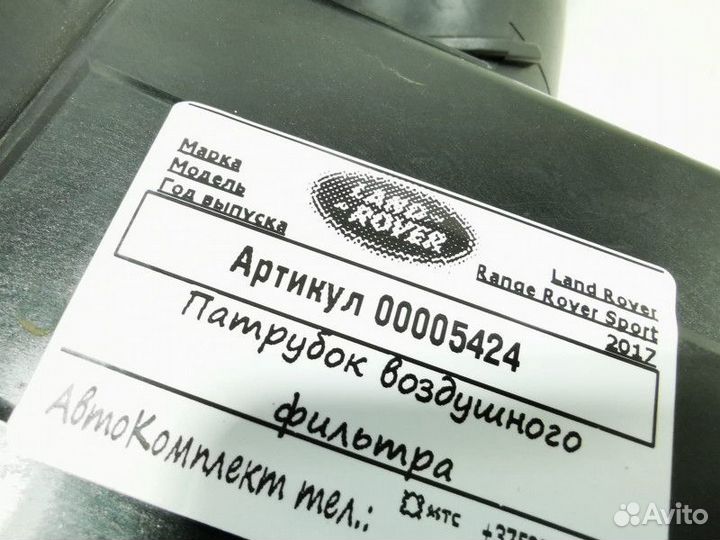 Марка Land Rover
Модель Range Rover Sport
Год выпуска 2017
LAND ROVER
Артикул 00005424
Патрубок воздушного
фильтра
АвтоКомплект тел.: мтс
Avito